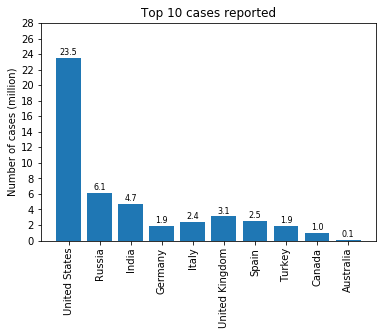 Top 10 cases reported
Number of cases (million)
28
26
24
22
20
18
16
14
12
10
8
6
4
2
0
23.5
6.1
4.7
1.9
2.4
3.1
2.5
1.9
1.0
0.1
United States
Russia
India
Germany
Italy
United Kingdom
Spain
Turkey
Canada
Australia